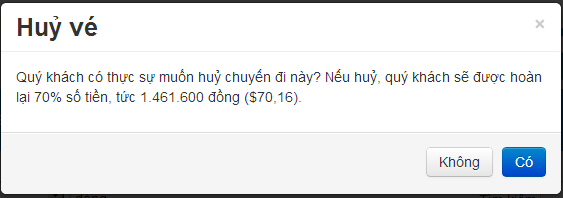 Huỷ vé
×
Quý khách có thực sự muốn huỷ chuyến đi này? Nếu huỷ, quý khách sẽ được hoàn
lại 70% số tiền, tức 1.461.600 đồng ($70,16).
Không
Có